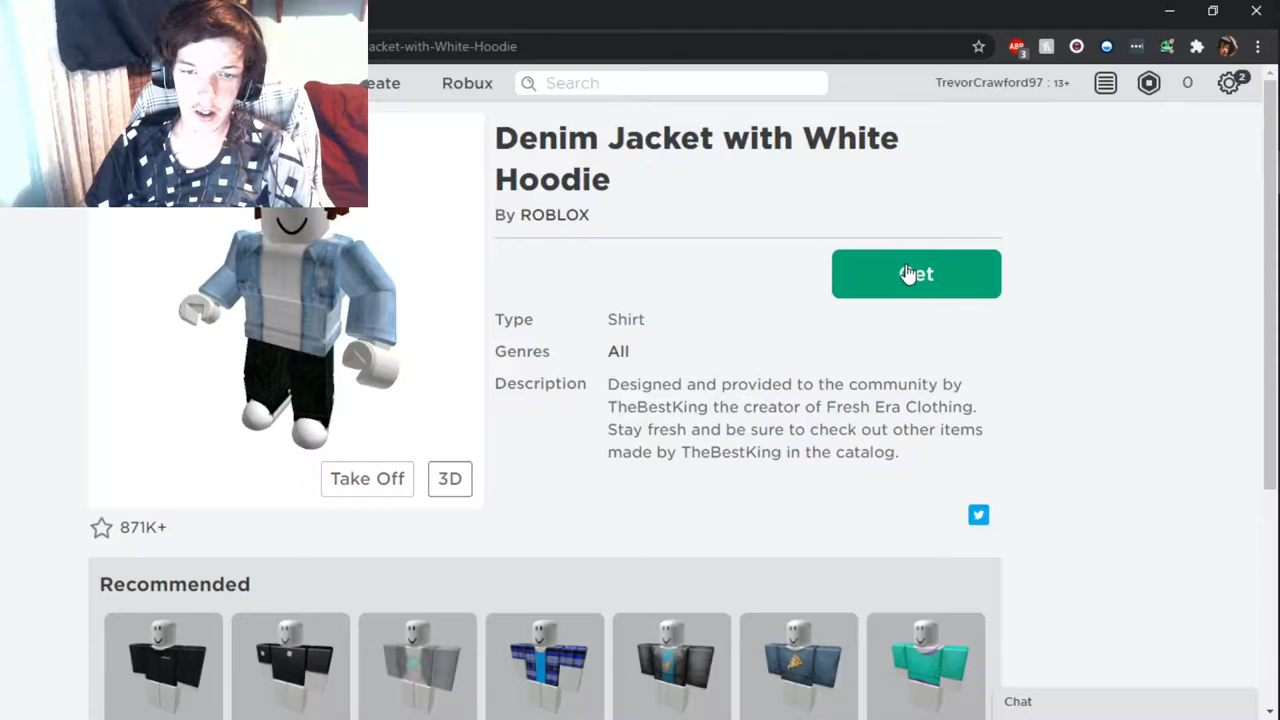 acket-with-White-Hoodie
ABP
3
eate
Robux
Search
TrevorCrawford97 : 13+
0
2
Denim Jacket with White
Hoodie
By ROBLOX
Type
Shirt
Genres
All
Description
Designed and provided to the community by
TheBestKing the creator of Fresh Era Clothing.
Stay fresh and be sure to check out other items
made by TheBestKing in the catalog.
Take Off
3D
871K+
Recommended
Chat